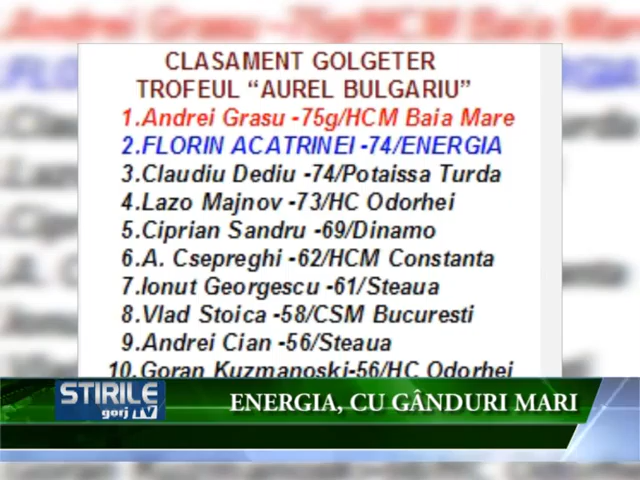 CLASAMENT GOLGETER
TROFEUL “AUREL BULGARIU”
1.Andrei Grasu -75g/HCM Baia Mare
2.FLORIN ACATRINEI -74/ENERGIA
3.Claudiu Dediu -74/Potaissa Turda
4.Lazo Majnov -73/HC Odorhei
5.Ciprian Sandru -69/Dinamo
6.A. Csepreghi -62/HCM Constanta
7.Ionut Georgescu -61/Steaua
8.Vlad Stoica -58/CSM Bucuresti
9.Andrei Cian -56/Steaua
10.Goran Kuzmanoski-56/HC Odorhei
STIRILE
gorj TV
ENERGIA, CU GÂNDURI MARI